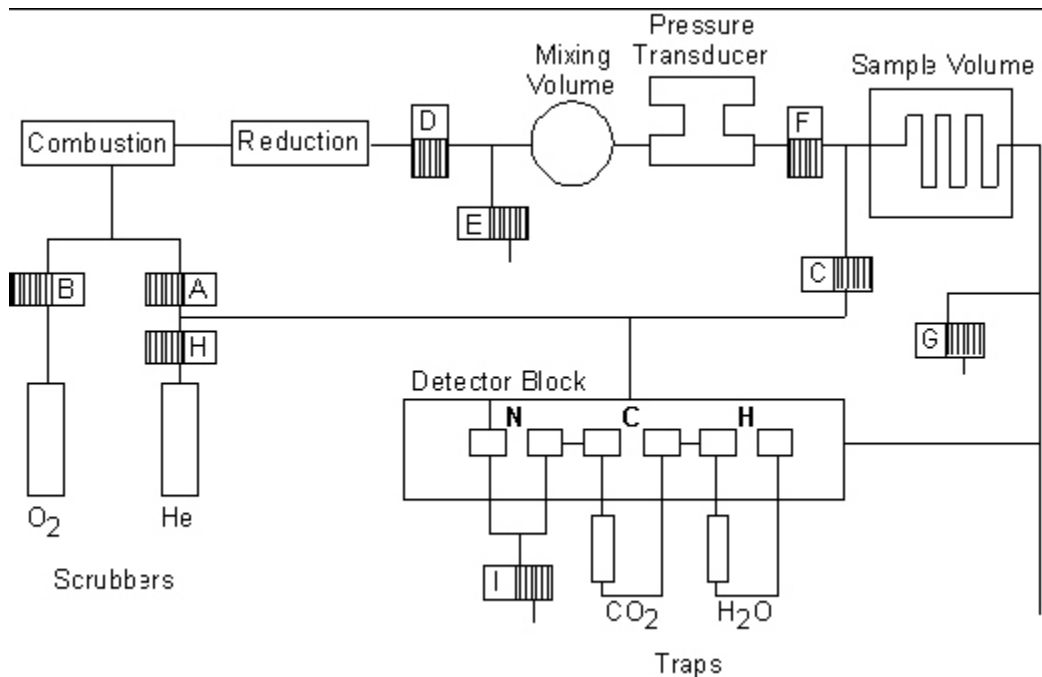 Pressure
Transducer
Mixing
Volume
Sample Volume
D
F
Combustion
Reduction
E
C
B
A
H
G
Detector Block
N C H
O2
He
I
Scrubbers
CO2
H2O
Traps